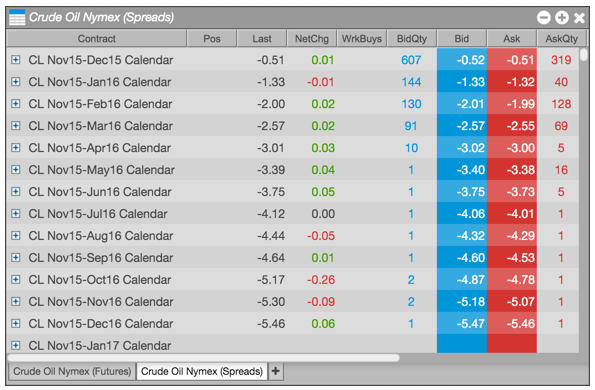 Crude Oil Nymex (Spreads)
Contract Pos Last NetChg WrkBuys BidQty Bid Ask AskQty
CL Nov15-Dec15 Calendar -0.51 0.01 607 -0.52 -0.51 319
CL Nov15-Jan16 Calendar -1.33 -0.01 144 -1.33 -1.32 40
CL Nov15-Feb16 Calendar -2.00 0.02 130 -2.01 -1.99 128
CL Nov15-Mar16 Calendar -2.57 0.02 91 -2.57 -2.55 69
CL Nov15-Apr16 Calendar -3.01 0.03 10 -3.02 -3.00 5
CL Nov15-May16 Calendar -3.39 0.04 1 -3.40 -3.38 16
CL Nov15-Jun16 Calendar -3.75 0.05 1 -3.75 -3.73 5
CL Nov15-Jul16 Calendar -4.12 0.00 1 -4.06 -4.01 1
CL Nov15-Aug16 Calendar -4.44 -0.05 1 -4.32 -4.29 1
CL Nov15-Sep16 Calendar -4.64 0.01 1 -4.60 -4.53 1
CL Nov15-Oct16 Calendar -5.17 -0.26 2 -4.87 -4.78 1
CL Nov15-Nov16 Calendar -5.30 -0.09 2 -5.18 -5.07 1
CL Nov15-Dec16 Calendar -5.46 0.06 1 -5.47 -5.46 1
CL Nov15-Jan17 Calendar
Crude Oil Nymex (Futures) Crude Oil Nymex (Spreads) +